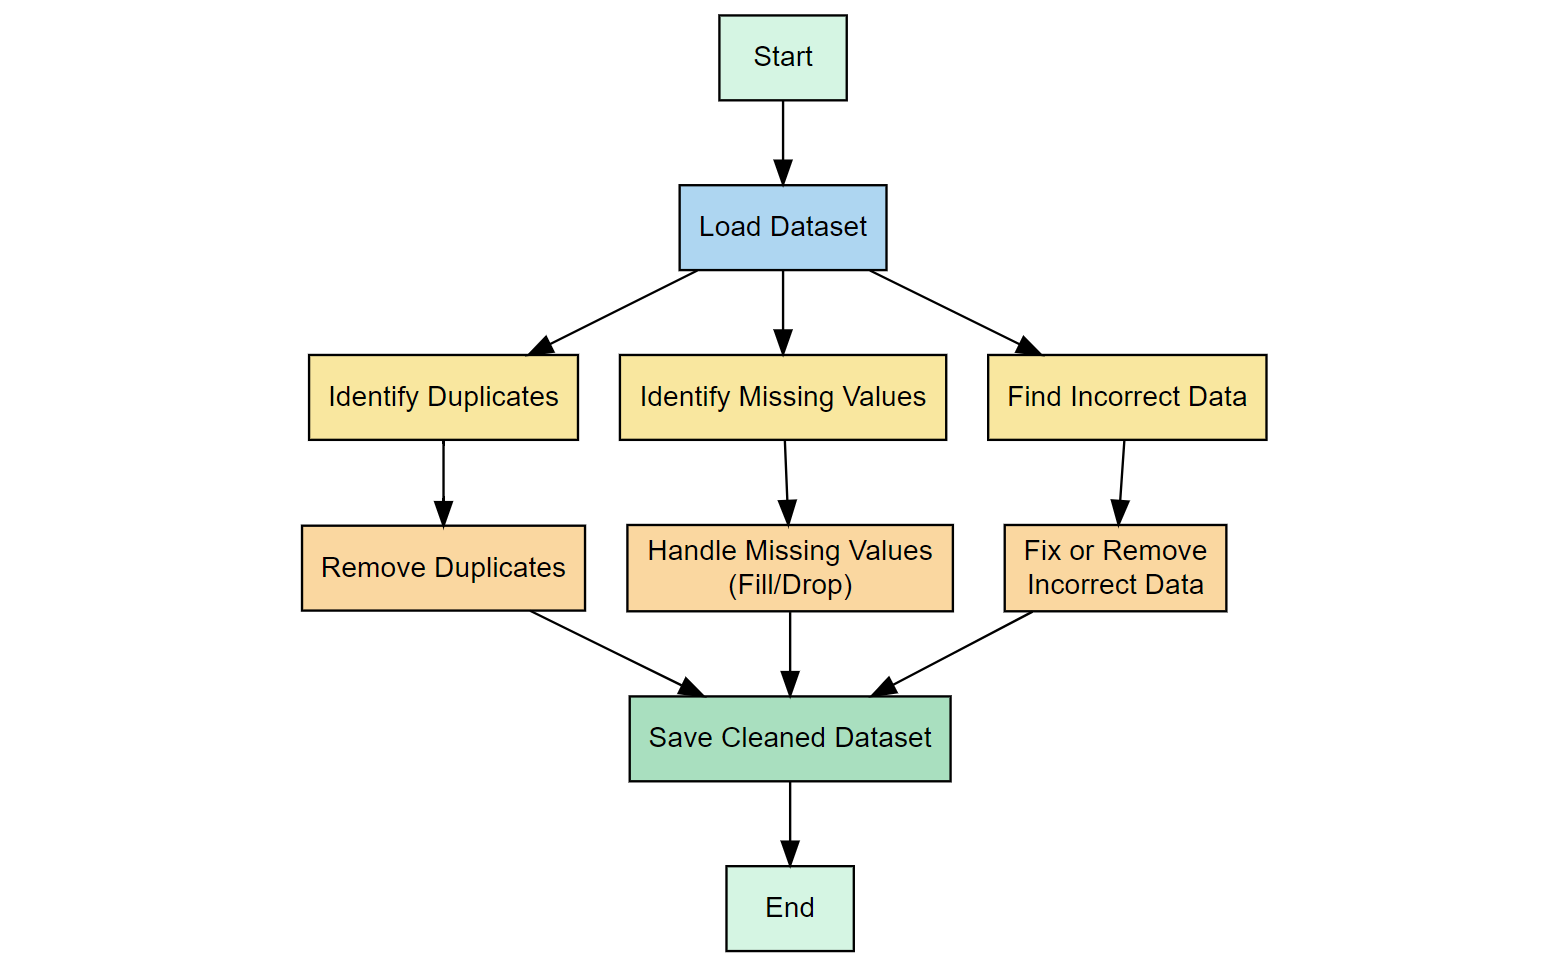 Start
Load Dataset
Identify Duplicates
Identify Missing Values
Find Incorrect Data
Remove Duplicates
Handle Missing Values
(Fill/Drop)
Fix or Remove
Incorrect Data
Save Cleaned Dataset
End